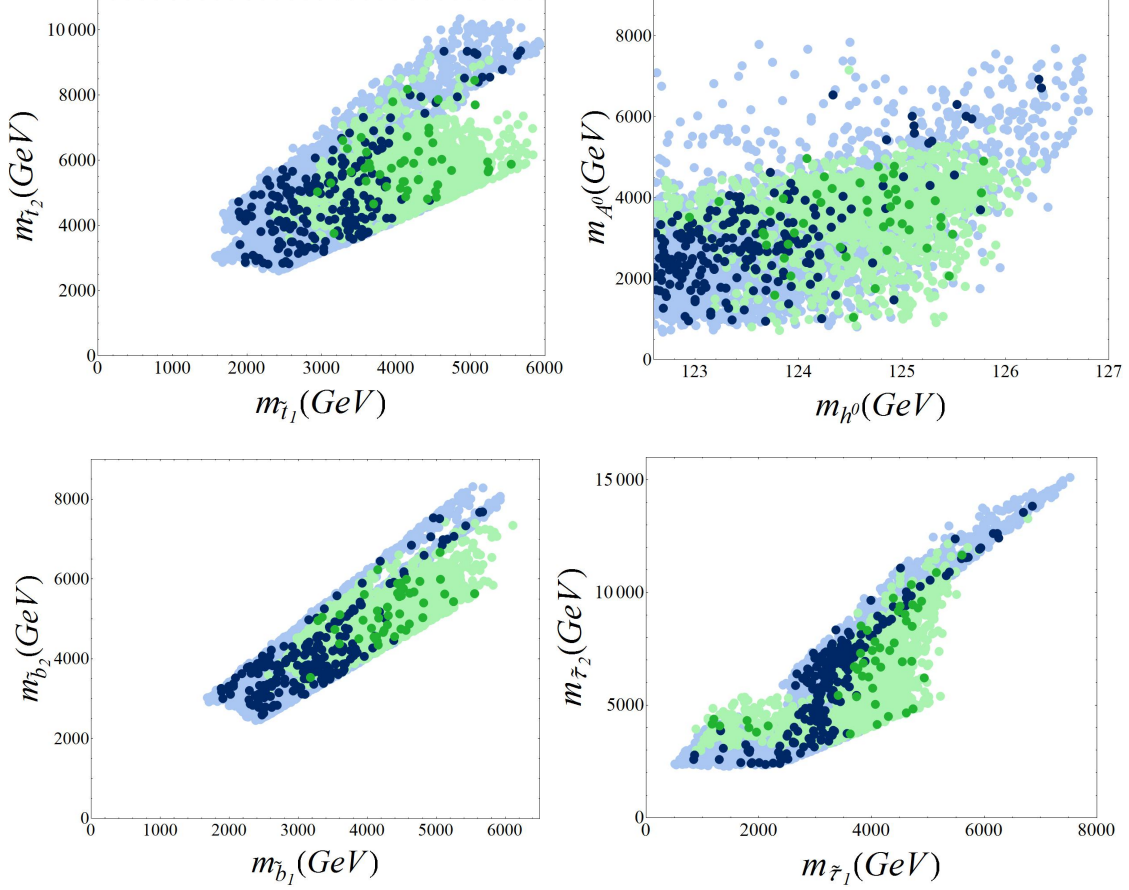 10 000
8000
6000
4000
2000
0
m_{\tilde{t}_2}(GeV)
0 1000 2000 3000 4000 5000 6000
m_{\tilde{t}_1}(GeV)
8000
6000
4000
2000
0
m_{A^0}(GeV)
123 124 125 126 127
m_{h^0}(GeV)
8000
6000
4000
2000
0
m_{\tilde{b}_2}(GeV)
0 1000 2000 3000 4000 5000 6000
m_{\tilde{b}_1}(GeV)
15 000
10 000
5000
0
m_{\tilde{τ}_2}(GeV)
0 2000 4000 6000 8000
m_{\tilde{τ}_1}(GeV)